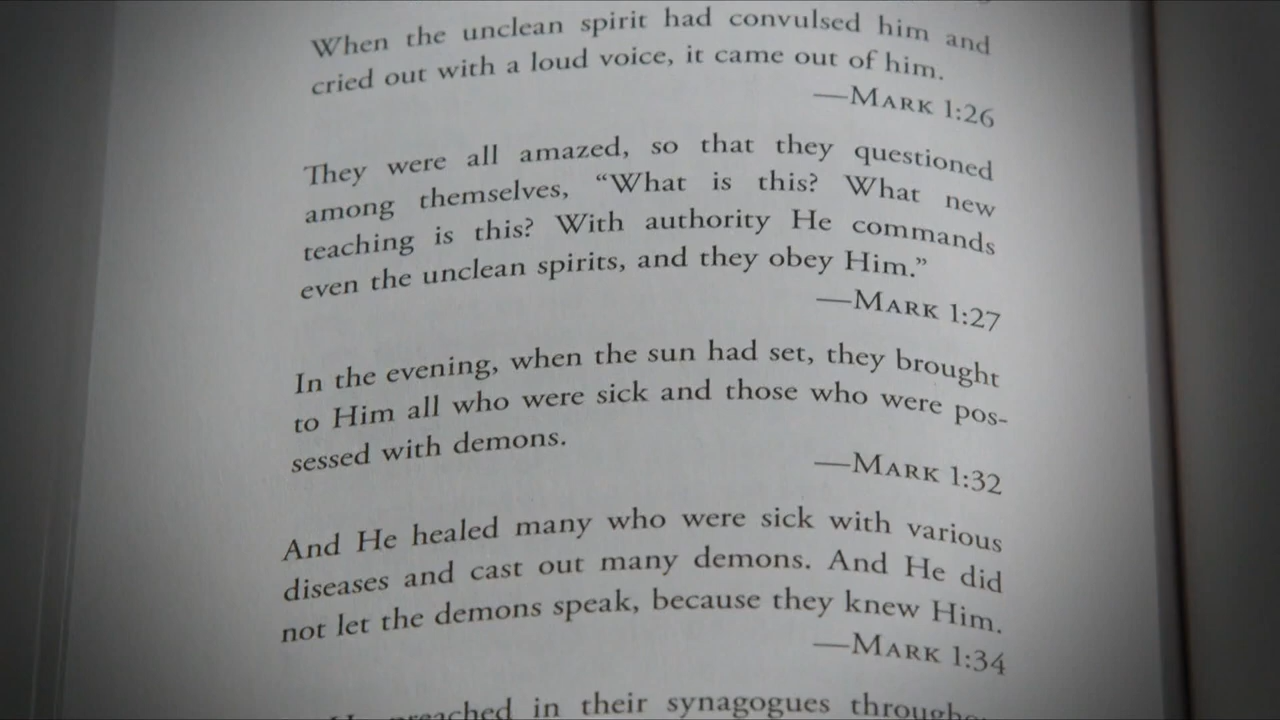 When the unclean spirit had convulsed him and
cried out with a loud voice, it came out of him.
—MARK 1:26
They were all amazed, so that they questioned
among themselves, “What is this? What new
teaching is this? With authority He commands
even the unclean spirits, and they obey Him.”
—MARK 1:27
In the evening, when the sun had set, they brought
to Him all who were sick and those who were pos-
sessed with demons.
—MARK 1:32
And He healed many who were sick with various
diseases and cast out many demons. And He did
not let the demons speak, because they knew Him.
—MARK 1:34
preached in their synagogues